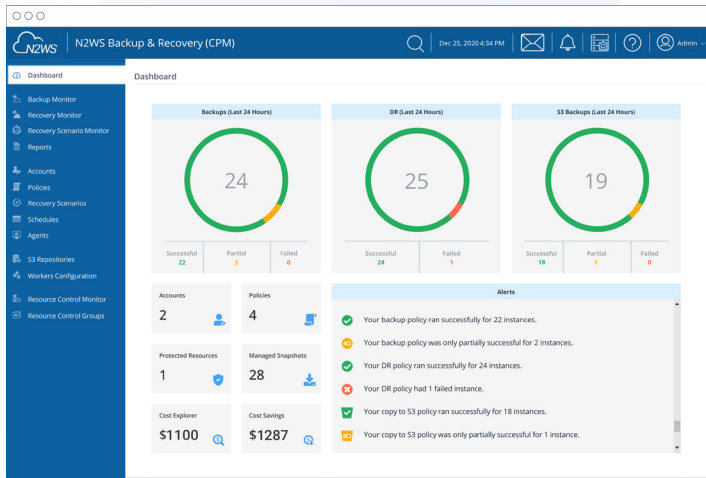 N2WS
N2WS Backup & Recovery (CPM)
Dec 25, 2020 4:34 PM
Admin
Dashboard
Backup Monitor
Recovery Monitor
Recovery Scenario Monitor
Reports
Accounts
Policies
Recovery Scenarios
Schedules
Agents
S3 Repositories
Workers Configuration
Resource Control Monitor
Resource Control Groups
Dashboard
Backups (Last 24 Hours)
24
Successful Partial Failed
22 2 0
DR (Last 24 Hours)
25
Successful Failed
24 1
S3 Backups (Last 24 Hours)
19
Successful Partial Failed
18 1 0
Accounts
2
Policies
4
Protected Resources
1
Managed Snapshots
28
Cost Explorer
$1100
Cost Savings
$1287
Alerts
Your backup policy ran successfully for 22 instances.
Your backup policy was only partially successful for 2 instances.
Your DR policy ran successfully for 24 instances.
Your DR policy had 1 failed instance.
Your copy to S3 policy ran successfully for 18 instances.
Your copy to S3 policy was only partially successful for 1 instance.